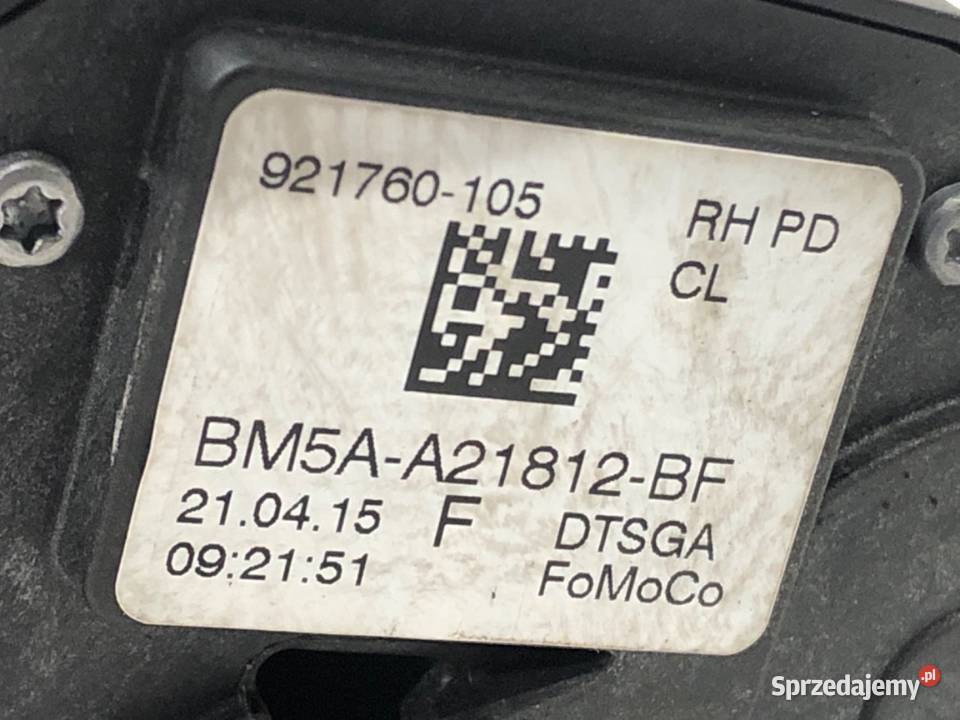 921760-105
RH PD
CL
BM5A-A21812-BF
21.04.15
F
DTSGA
09:21:51
FoMoCo
Sprzedajemy.pl